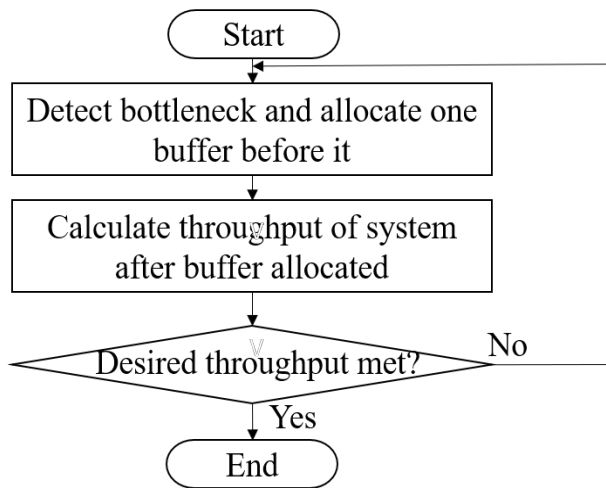 Start
Detect bottleneck and allocate one
buffer before it
Calculate throughput of system
after buffer allocated
Desired throughput met?
No
Yes
End